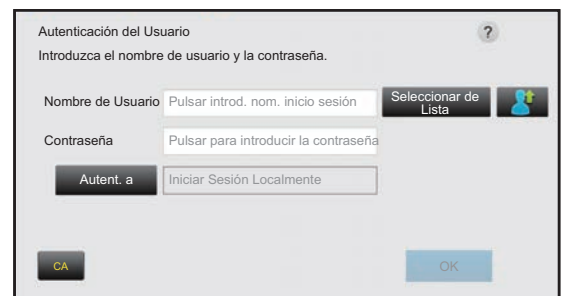 Autenticación del Usuario
?
Introduzca el nombre de usuario y la contraseña.
Nombre de Usuario
Pulsar introd. nom. inicio sesión
Seleccionar de
Lista
Contraseña
Pulsar para introducir la contraseña
Autent. a
Iniciar Sesión Localmente
CA
OK